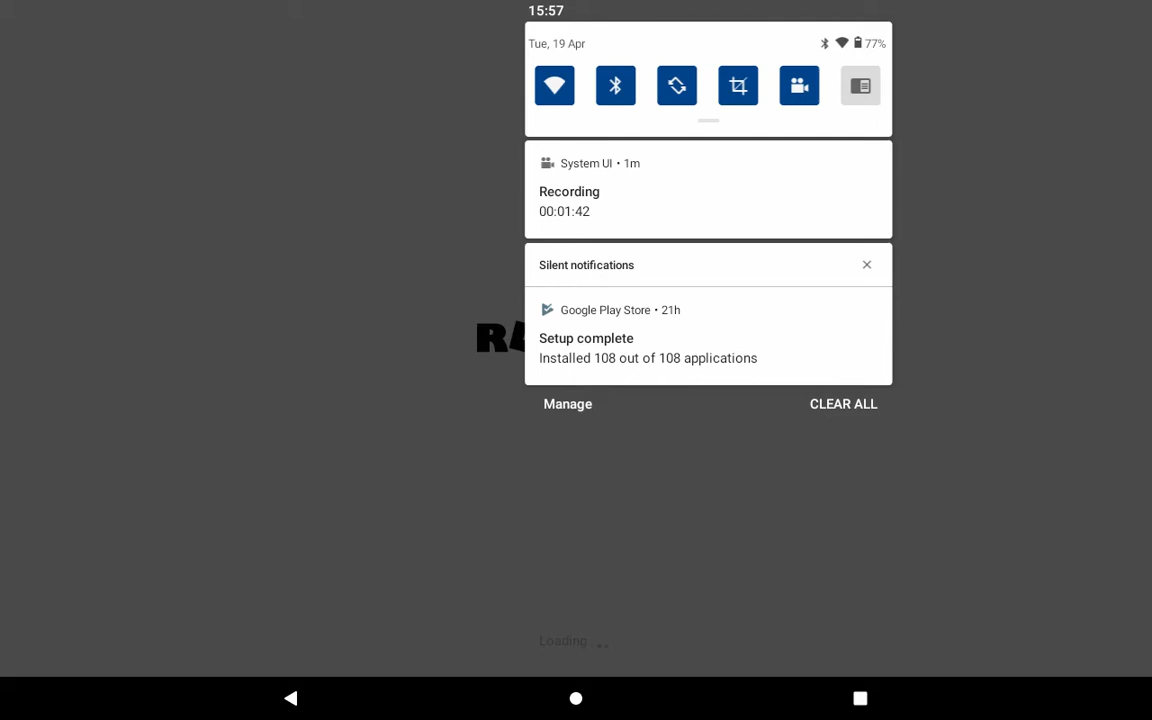 15:57
Tue, 19 Apr
77%
System UI • 1m
Recording
00:01:42
Silent notifications
Google Play Store • 21h
Setup complete
Installed 108 out of 108 applications
Manage
CLEAR ALL
Loading